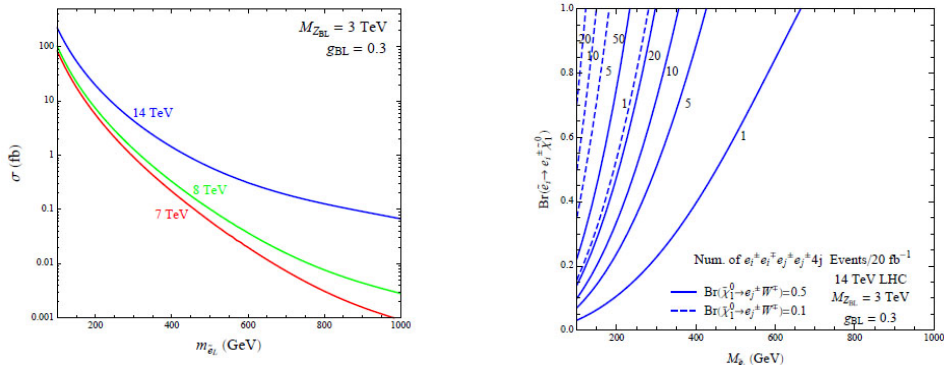 M_{Z_{BL}} = 3 TeV
g_{BL} = 0.3
100
10
1
0.1
0.01
0.001
σ (fb)
14 TeV
8 TeV
7 TeV
200 400 600 800 1000
m_{ẽ_L} (GeV)
1.0
0.8
0.6
0.4
0.2
0.0
Br(ẽ_i → e_i^± χ̃_1^0)
20 50
10 20
5 10
1 5
1
Num. of e_i^± e_i^∓ e_j^± e_j^± 4j Events/20 fb^{-1}
14 TeV LHC
Br(χ̃_1^0→e_j^± W^∓)=0.5
M_{Z_{BL}} = 3 TeV
Br(χ̃_1^0→e_j^± W^∓)=0.1
g_{BL} = 0.3
200 400 600 800 1000
(GeV)